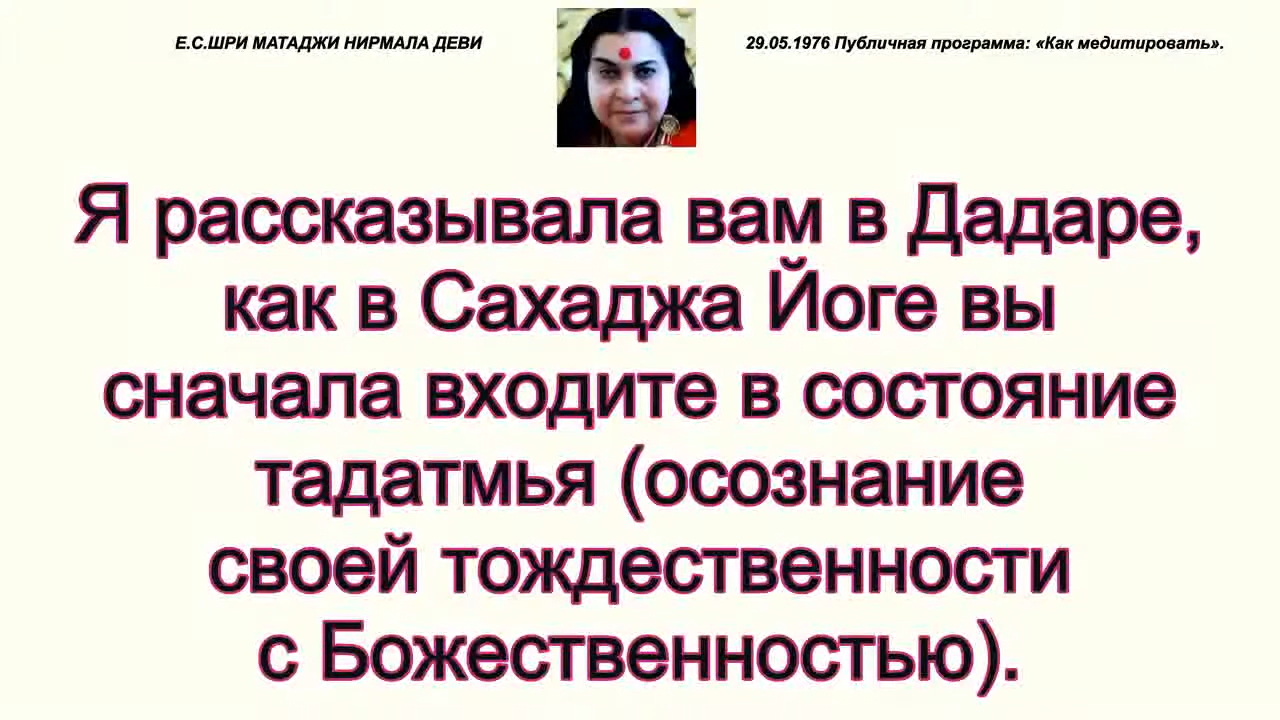 Е.С.ШРИ МАТАДЖИ НИРМАЛА ДЕВИ
29.05.1976 Публичная программа: «Как медитировать».
Я рассказывала вам в Дадаре,
как в Сахаджа Йоге вы
сначала входите в состояние
тадатмья (осознание
своей тождественности
с Божественностью).